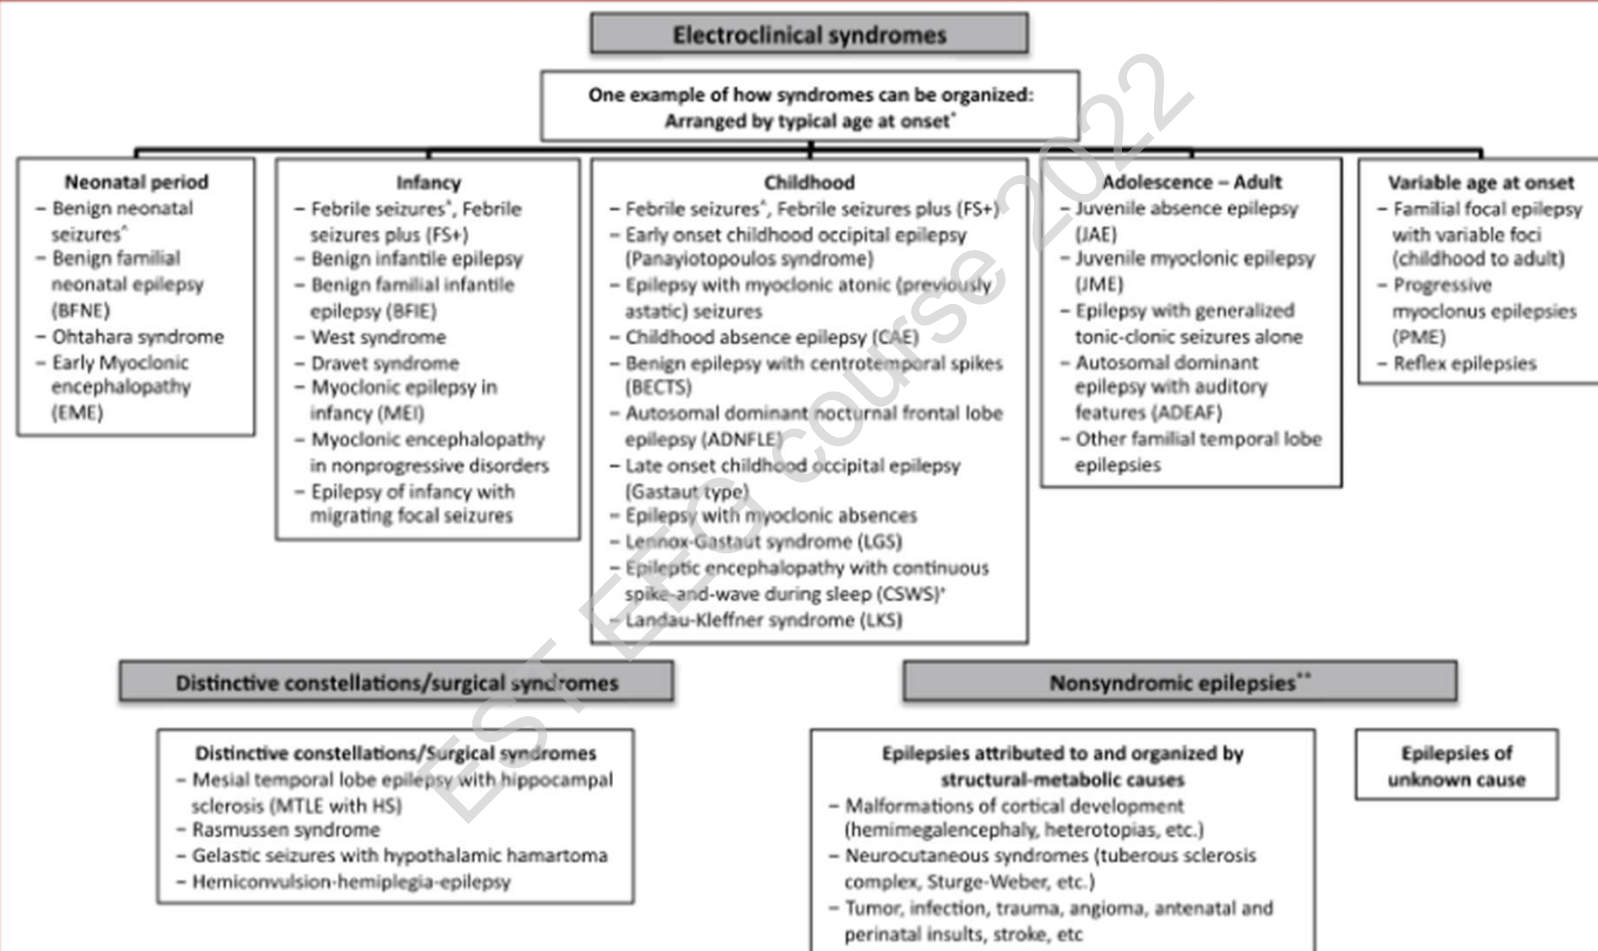 Electroclinical syndromes
One example of how syndromes can be organized:
Arranged by typical age at onset*
Neonatal period
– Benign neonatal
seizures^
– Benign familial
neonatal epilepsy
(BFNE)
– Ohtahara syndrome
– Early Myoclonic
encephalopathy
(EME)
Infancy
– Febrile seizures^, Febrile
seizures plus (FS+)
– Benign infantile epilepsy
– Benign familial infantile
epilepsy (BFIE)
– West syndrome
– Dravet syndrome
– Myoclonic epilepsy in
infancy (MEI)
– Myoclonic encephalopathy
in nonprogressive disorders
– Epilepsy of infancy with
migrating focal seizures
Childhood
– Febrile seizures^, Febrile seizures plus (FS+)
– Early onset childhood occipital epilepsy
(Panayiotopoulos syndrome)
– Epilepsy with myoclonic atonic (previously
astatic) seizures
– Childhood absence epilepsy (CAE)
– Benign epilepsy with centrotemporal spikes
(BECTS)
– Autosomal dominant nocturnal frontal lobe
epilepsy (ADNFLE)
– Late onset childhood occipital epilepsy
(Gastaut type)
– Epilepsy with myoclonic absences
– Lennox-Gastaut syndrome (LGS)
– Epileptic encephalopathy with continuous
spike-and-wave during sleep (CSWS)+
– Landau-Kleffner syndrome (LKS)
Adolescence – Adult
– Juvenile absence epilepsy
(JAE)
– Juvenile myoclonic epilepsy
(JME)
– Epilepsy with generalized
tonic-clonic seizures alone
– Autosomal dominant
epilepsy with auditory
features (ADEAF)
– Other familial temporal lobe
epilepsies
Variable age at onset
– Familial focal epilepsy
with variable foci
(childhood to adult)
– Progressive
myoclonus epilepsies
(PME)
– Reflex epilepsies
Distinctive constellations/surgical syndromes
Distinctive constellations/Surgical syndromes
– Mesial temporal lobe epilepsy with hippocampal
sclerosis (MTLE with HS)
– Rasmussen syndrome
– Gelastic seizures with hypothalamic hamartoma
– Hemiconvulsion-hemiplegia-epilepsy
Nonsyndromic epilepsies**
Epilepsies attributed to and organized by
structural-metabolic causes
– Malformations of cortical development
(hemimegalencephaly, heterotopias, etc.)
– Neurocutaneous syndromes (tuberous sclerosis
complex, Sturge-Weber, etc.)
– Tumor, infection, trauma, angioma, antenatal and
perinatal insults, stroke, etc
Epilepsies of
unknown cause
EST EEG course 2022